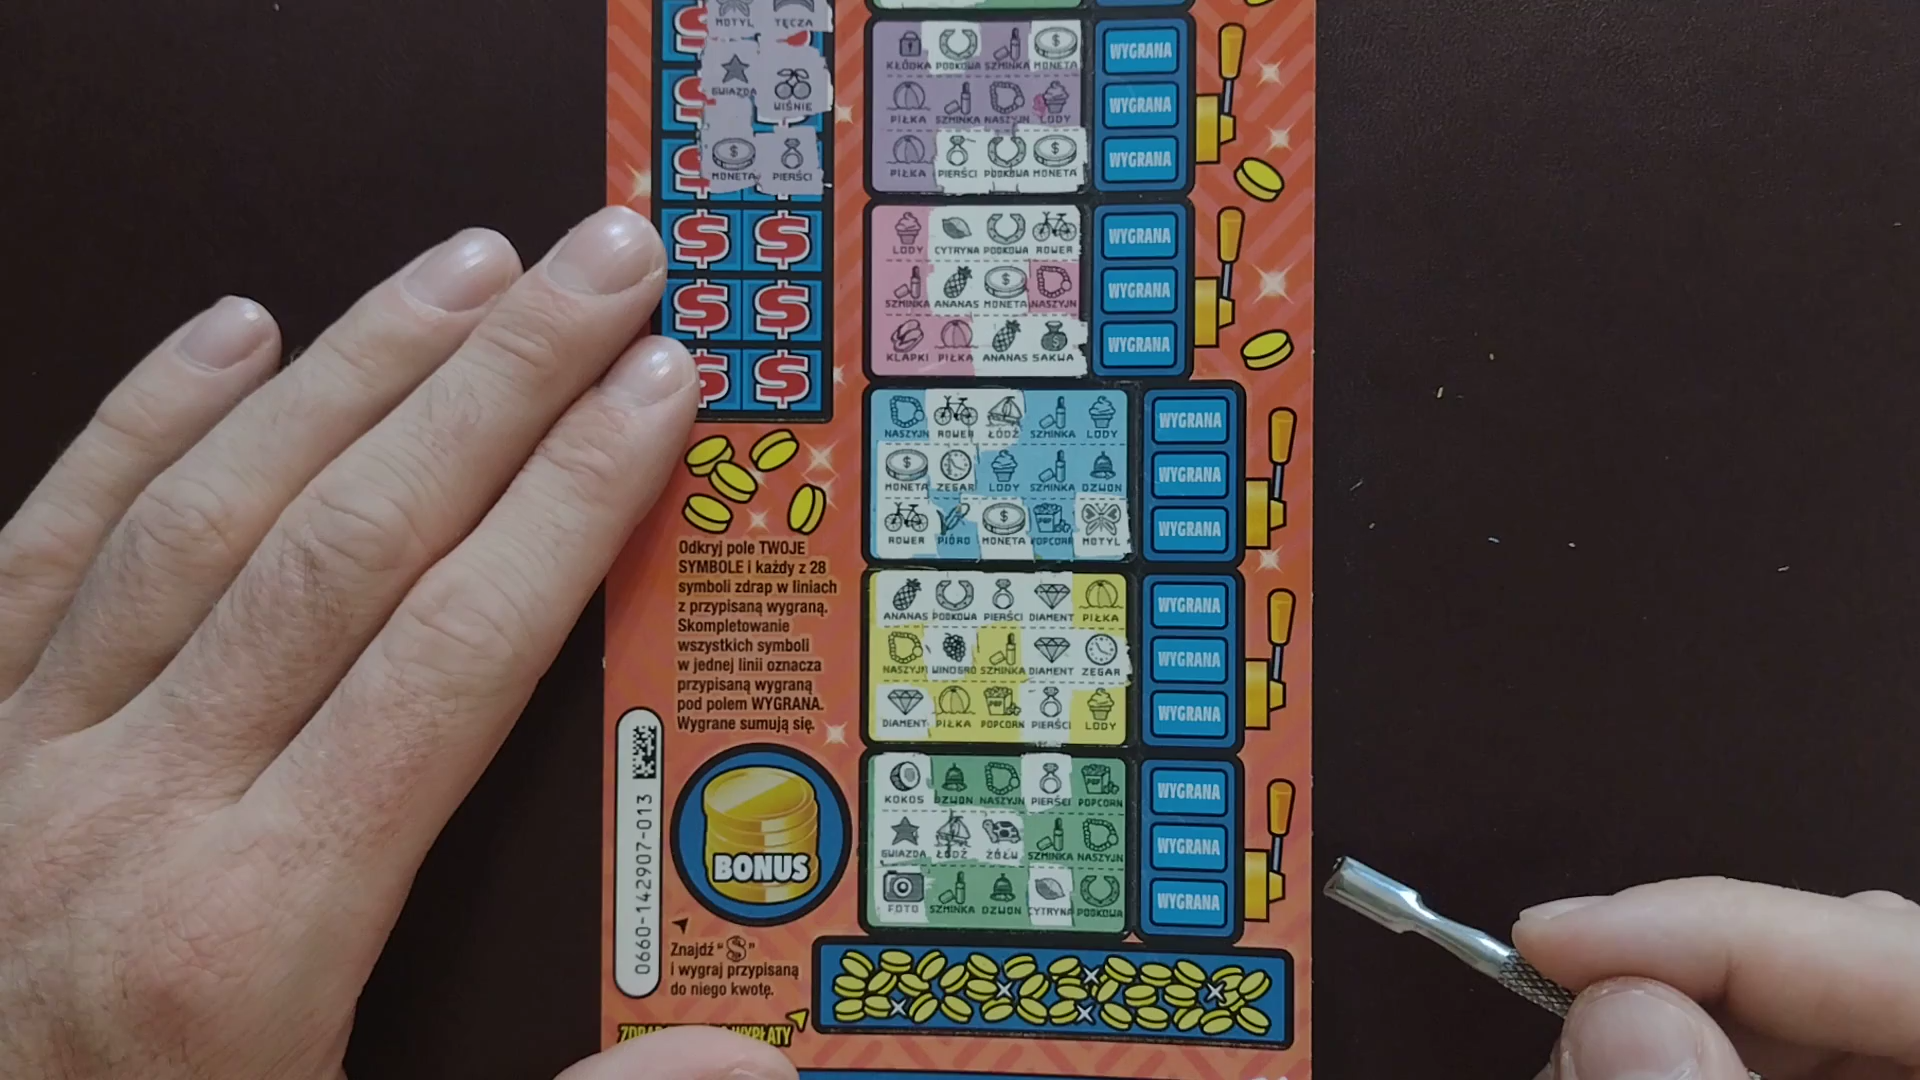 MOTYL TĘCZA
GWIAZDA WIŚNIE
MONETA PIERŚCI
KŁÓDKA PODKOWA SZMINKA MONETA WYGRANA
PIŁKA SZMINKA NASZYJN LODY WYGRANA
PIŁKA PIERŚCI PODKOWA MONETA WYGRANA
LODY CYTRYNA PODKOWA ROWER WYGRANA
SZMINKA ANANAS MONETA NASZYJN WYGRANA
KLAPKI PIŁKA ANANAS SAKWA WYGRANA
NASZYJN ROWER ŁÓDŹ SZMINKA LODY WYGRANA
MONETA ZEGAR LODY SZMINKA DZWON WYGRANA
ROWER PIÓRO MONETA POPCORN MOTYL WYGRANA
ANANAS PODKOWA PIERŚCI DIAMENT PIŁKA WYGRANA
NASZYJN WINOGRO SZMINKA DIAMENT ZEGAR WYGRANA
DIAMENT PIŁKA POPCORN PIERŚCI LODY WYGRANA
KOKOS DZWON NASZYJN PIERŚCI POPCORN WYGRANA
GWIAZDA ŁÓDŹ ŻÓŁW SZMINKA NASZYJN WYGRANA
FOTO SZMINKA DZWON CYTRYNA PODKOWA WYGRANA
Odkryj pole TWOJE
SYMBOLE i każdy z 28
symboli zdrap w liniach
z przypisaną wygraną.
Skompletowanie
wszystkich symboli
w jednej linii oznacza
przypisaną wygraną
pod polem WYGRANA.
Wygrane sumują się.
0660-142907-013
BONUS
Znajdź "$"
i wygraj przypisaną
do niego kwotę.